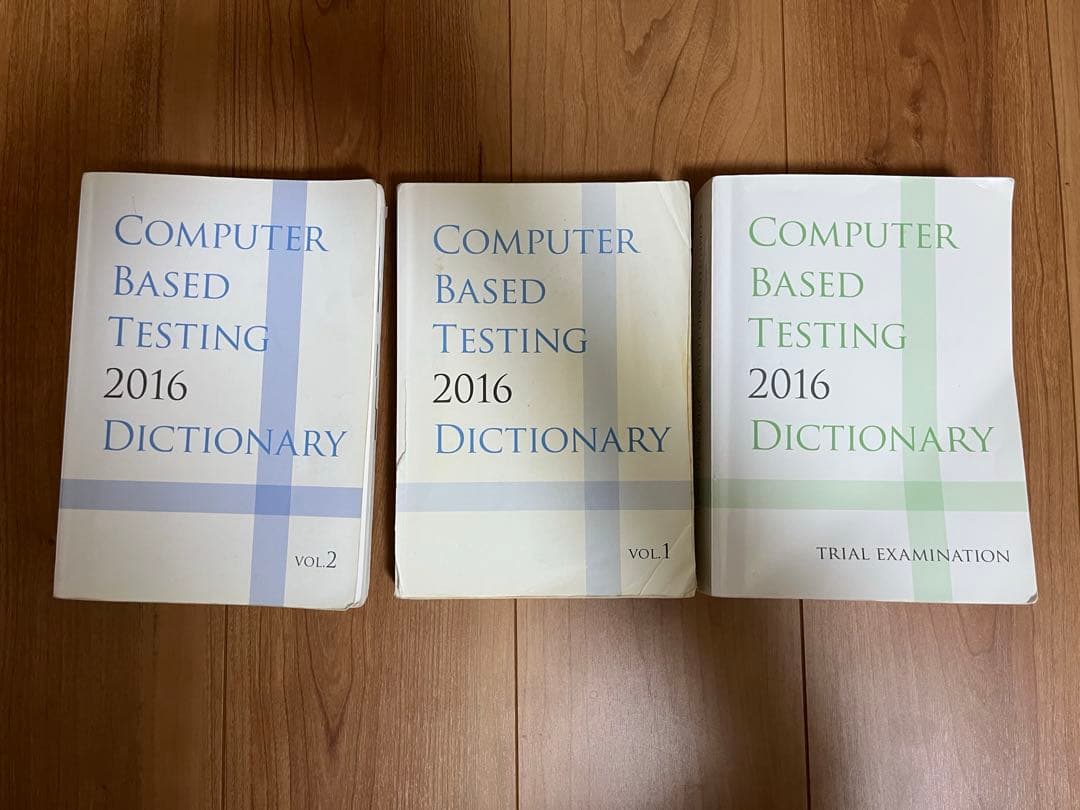 COMPUTER
BASED
TESTING
2016
DICTIONARY
VOL.2
COMPUTER
BASED
TESTING
2016
DICTIONARY
VOL.1
COMPUTER
BASED
TESTING
2016
DICTIONARY
TRIAL EXAMINATION